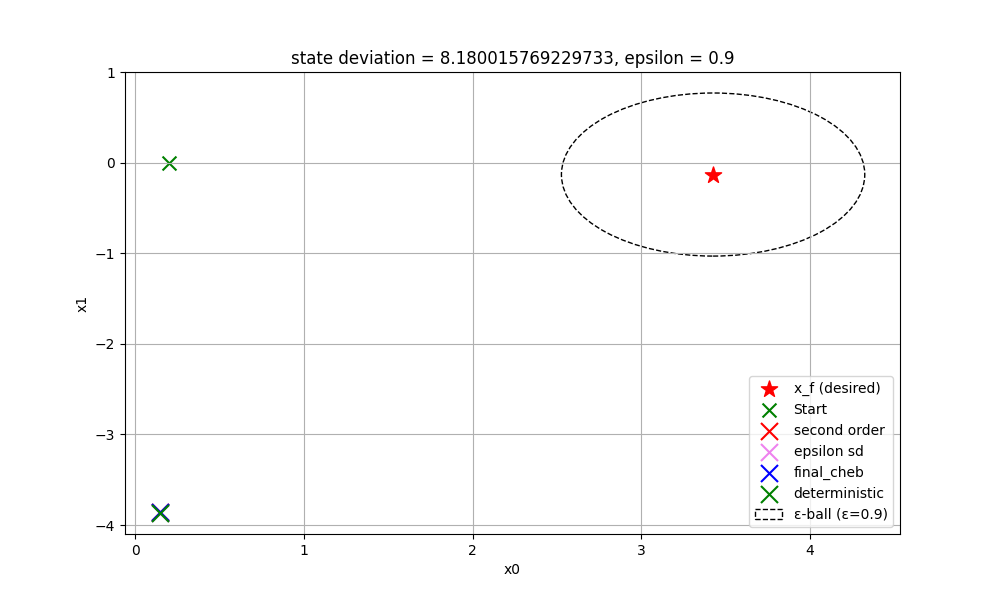 state deviation = 8.180015769229733, epsilon = 0.9
1
0
−1
−2
−3
−4
x1
0
1
2
3
4
x0
x_f (desired)
Start
second order
epsilon sd
final_cheb
deterministic
ε-ball (ε=0.9)